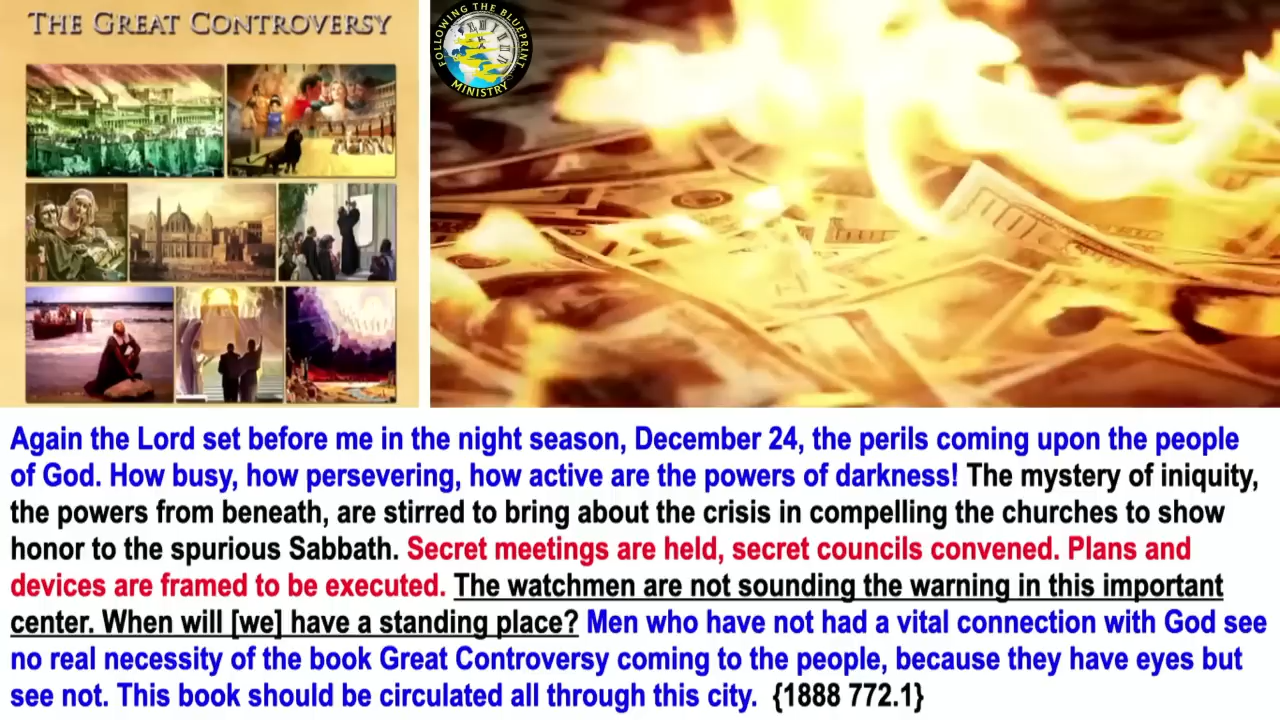 THE GREAT CONTROVERSY
FOLLOWING THE BLUEPRINT
MINISTRY
Again the Lord set before me in the night season, December 24, the perils coming upon the people
of God. How busy, how persevering, how active are the powers of darkness! The mystery of iniquity,
the powers from beneath, are stirred to bring about the crisis in compelling the churches to show
honor to the spurious Sabbath. Secret meetings are held, secret councils convened. Plans and
devices are framed to be executed. The watchmen are not sounding the warning in this important
center. When will [we] have a standing place? Men who have not had a vital connection with God see
no real necessity of the book Great Controversy coming to the people, because they have eyes but
see not. This book should be circulated all through this city. {1888 772.1}